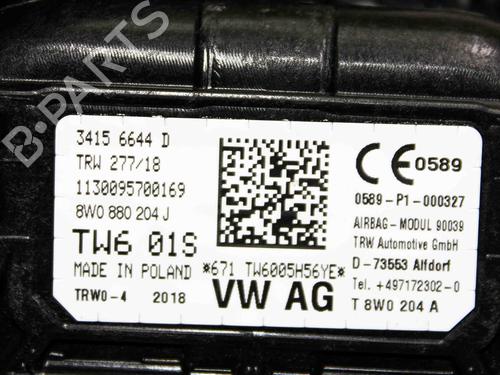 B-PARTS
3415 6644 D
TRW 277/18
1130095700169
8W0 880 204 J
TW6 01S
MADE IN POLAND *671 TW6005H56YE*
TRW0-4 2018 VW AG
CE 0589
0589-P1-000327
AIRBAG-MODUL 90039
TRW Automotive GmbH
D-73553 Alfdorf
Tel. +497172302-0
T 8W0 204 A